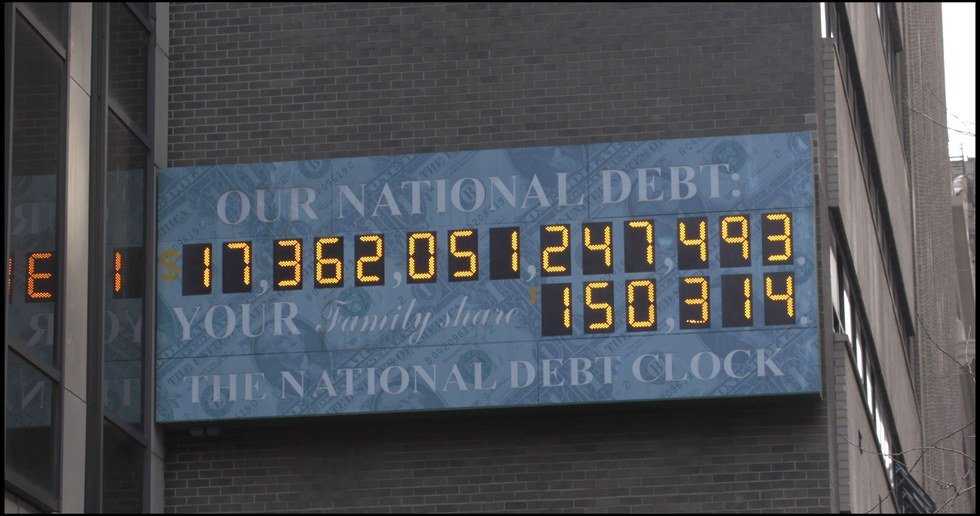 OUR NATIONAL DEBT:
$17,362,051,247,493.
YOUR Family share $150,314.
THE NATIONAL DEBT CLOCK